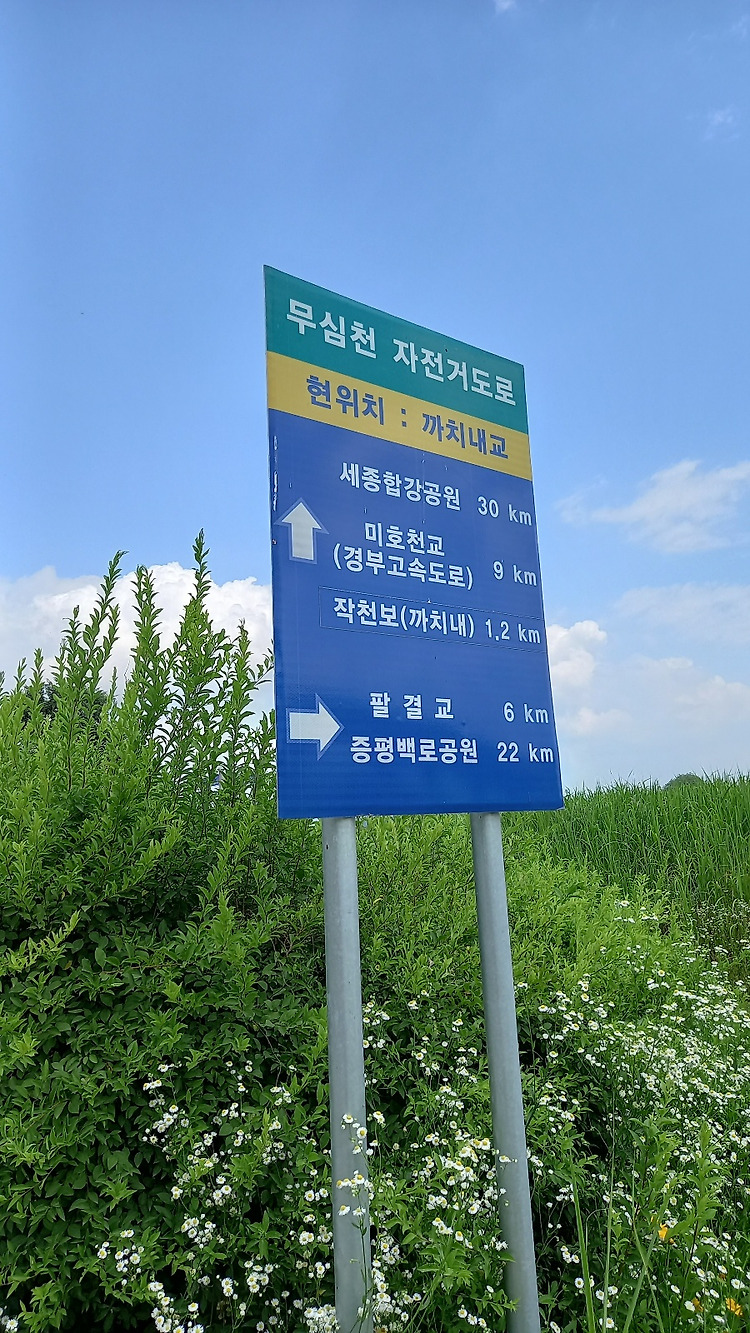 무심천 자전거도로
현위치 : 까치내교
세종합강공원 30 km
미호천교
(경부고속도로) 9 km
작천보(까치내) 1.2 km
팔 결 교 6 km
증평백로공원 22 km